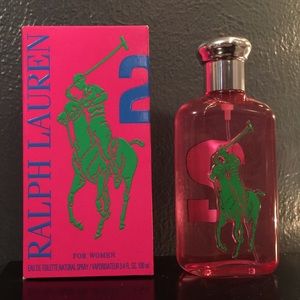 RALPH LAUREN
2
FOR WOMEN
EAU DE TOILETTE NATURAL SPRAY / VAPORISATEUR 3.4 FL. OZ. 100 ml
2